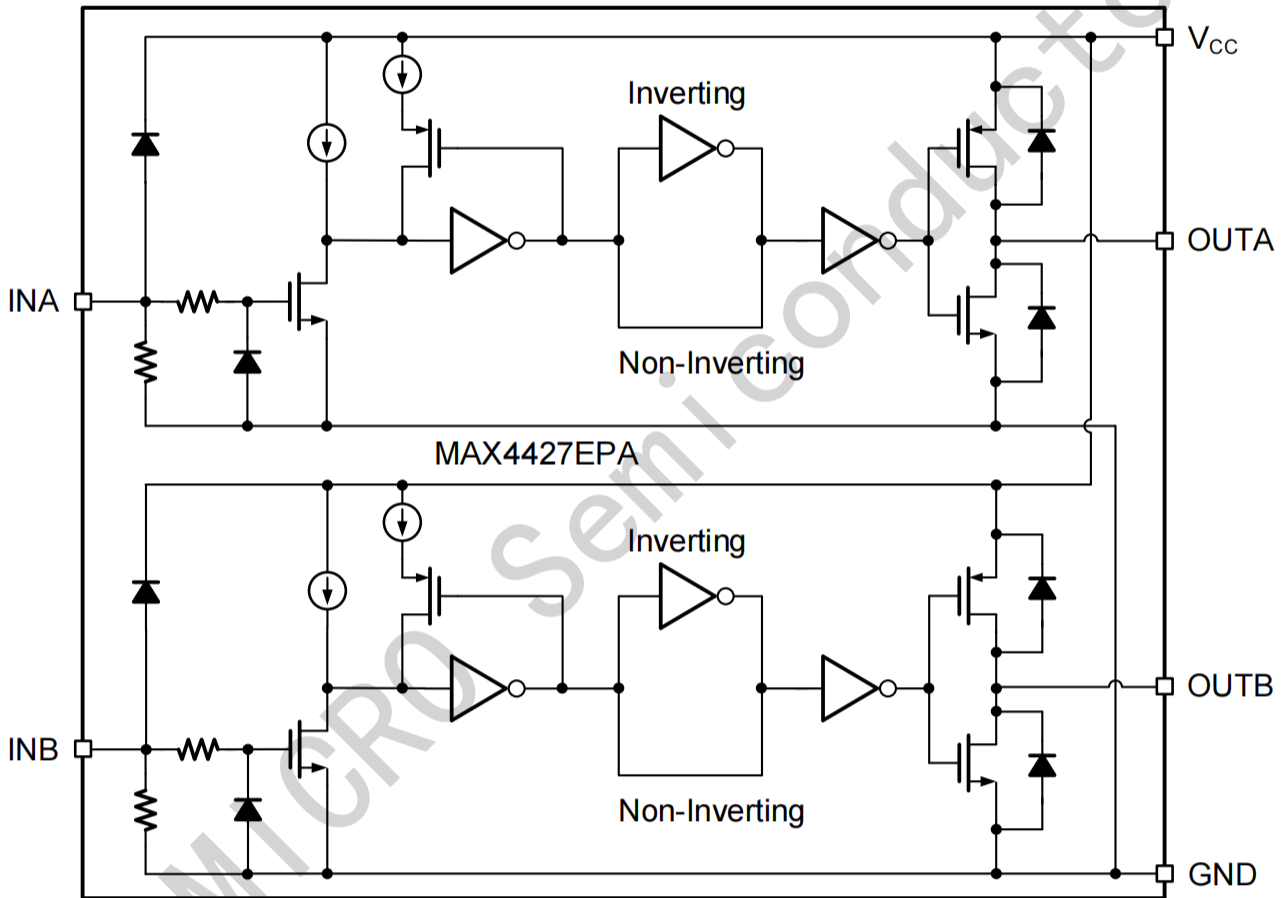 VCC
Inverting
OUTA
INA
Non-Inverting
MAX4427EPA
Inverting
OUTB
INB
Non-Inverting
GND
MiCRO Semiconductor